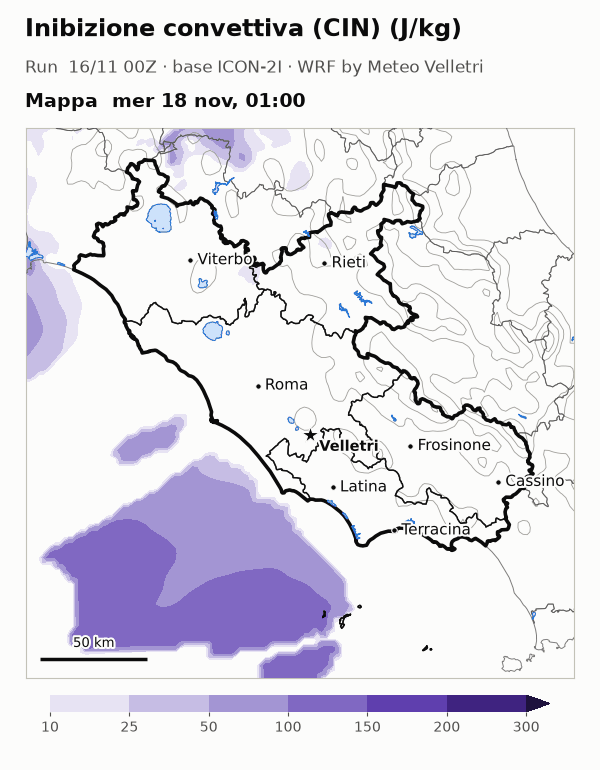 Inibizione convettiva (CIN) (J/kg)
Run  16/11 00Z · base ICON-2I · WRF by Meteo Velletri
Mappa  mer 18 nov, 01:00
Viterbo
Rieti
Roma
Velletri
Frosinone
Latina
Cassino
Terracina
50 km
10 25 50 100 150 200 300